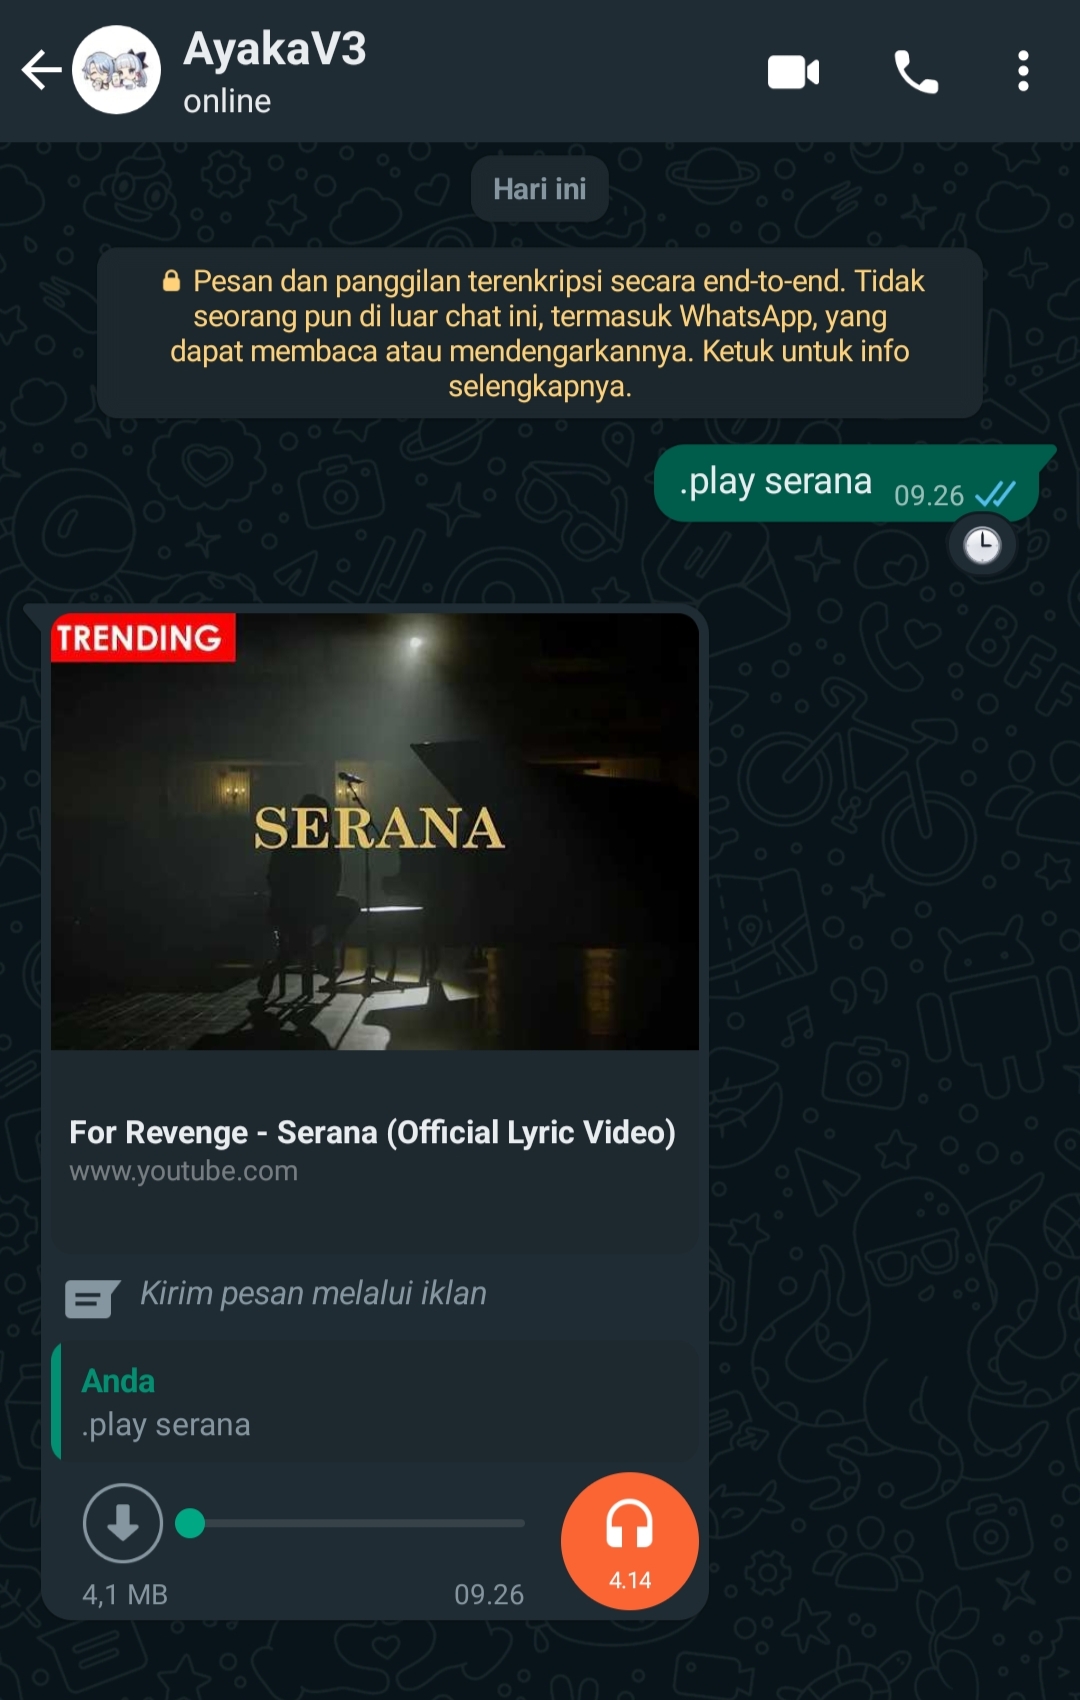 AyakaV3
online
Hari ini
Pesan dan panggilan terenkripsi secara end-to-end. Tidak
seorang pun di luar chat ini, termasuk WhatsApp, yang
dapat membaca atau mendengarkannya. Ketuk untuk info
selengkapnya.
.play serana 09.26
TRENDING
SERANA
For Revenge - Serana (Official Lyric Video)
www.youtube.com
Kirim pesan melalui iklan
Anda
.play serana
4,1 MB 09.26 4.14